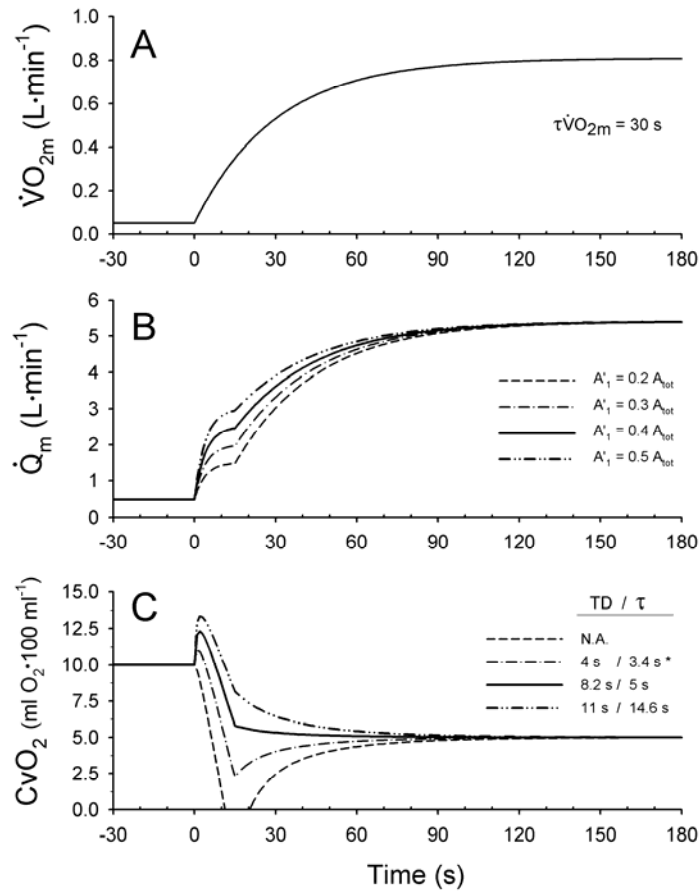 A
V̇O₂ₘ (L·min⁻¹)
1.0
0.8
0.6
0.4
0.2
0.0
τV̇O₂ₘ = 30 s
-30 0 30 60 90 120 150 180
B
Q̇ₘ (L·min⁻¹)
6
5
4
3
2
1
0
A'₁ = 0.2 Aₜₒₜ
A'₁ = 0.3 Aₜₒₜ
A'₁ = 0.4 Aₜₒₜ
A'₁ = 0.5 Aₜₒₜ
-30 0 30 60 90 120 150 180
C
CvO₂ (ml O₂·100 ml⁻¹)
15.0
12.5
10.0
7.5
5.0
2.5
0.0
TD / τ
N.A.
4 s / 3.4 s *
8.2 s / 5 s
11 s / 14.6 s
-30 0 30 60 90 120 150 180
Time (s)